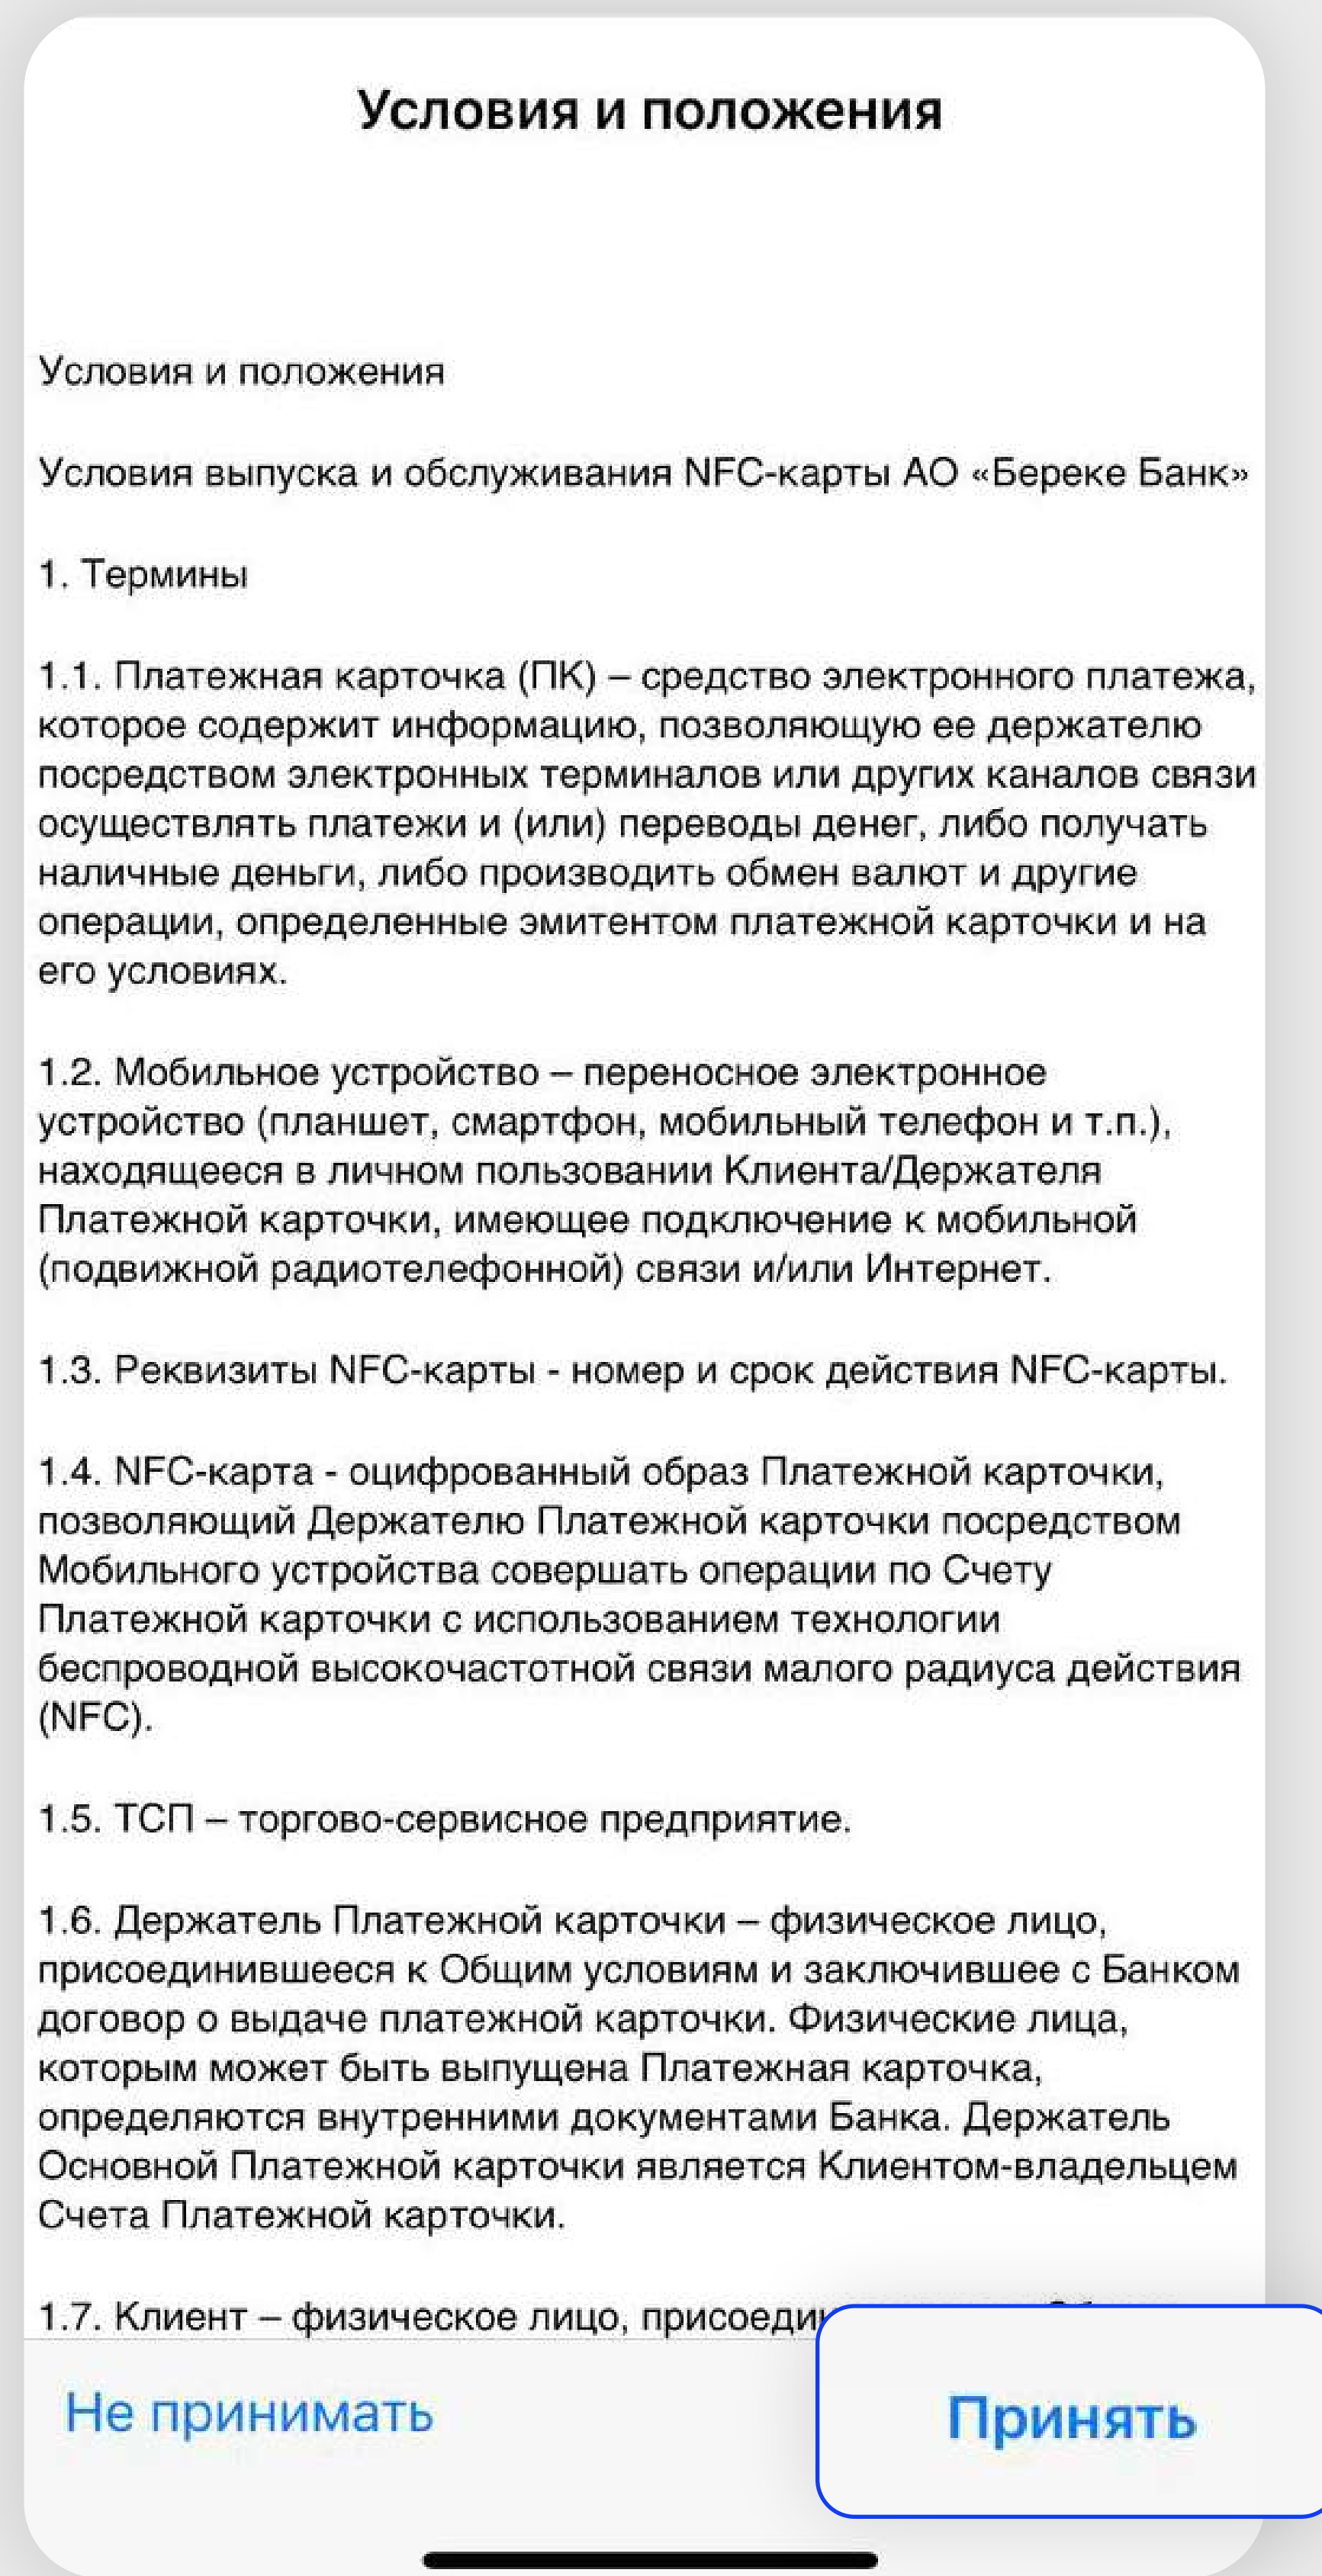 Условия и положения
Условия и положения
Условия выпуска и обслуживания NFC-карты АО «Береке Банк»
1. Термины
1.1. Платежная карточка (ПК) – средство электронного платежа,
которое содержит информацию, позволяющую ее держателю
посредством электронных терминалов или других каналов связи
осуществлять платежи и (или) переводы денег, либо получать
наличные деньги, либо производить обмен валют и другие
операции, определенные эмитентом платежной карточки и на
его условиях.
1.2. Мобильное устройство – переносное электронное
устройство (планшет, смартфон, мобильный телефон и т.п.),
находящееся в личном пользовании Клиента/Держателя
Платежной карточки, имеющее подключение к мобильной
(подвижной радиотелефонной) связи и/или Интернет.
1.3. Реквизиты NFC-карты - номер и срок действия NFC-карты.
1.4. NFC-карта - оцифрованный образ Платежной карточки,
позволяющий Держателю Платежной карточки посредством
Мобильного устройства совершать операции по Счету
Платежной карточки с использованием технологии
беспроводной высокочастотной связи малого радиуса действия
(NFC).
1.5. ТСП – торгово-сервисное предприятие.
1.6. Держатель Платежной карточки – физическое лицо,
присоединившееся к Общим условиям и заключившее с Банком
договор о выдаче платежной карточки. Физические лица,
которым может быть выпущена Платежная карточка,
определяются внутренними документами Банка. Держатель
Основной Платежной карточки является Клиентом-владельцем
Счета Платежной карточки.
1.7. Клиент – физическое лицо,
Не принимать
Принять